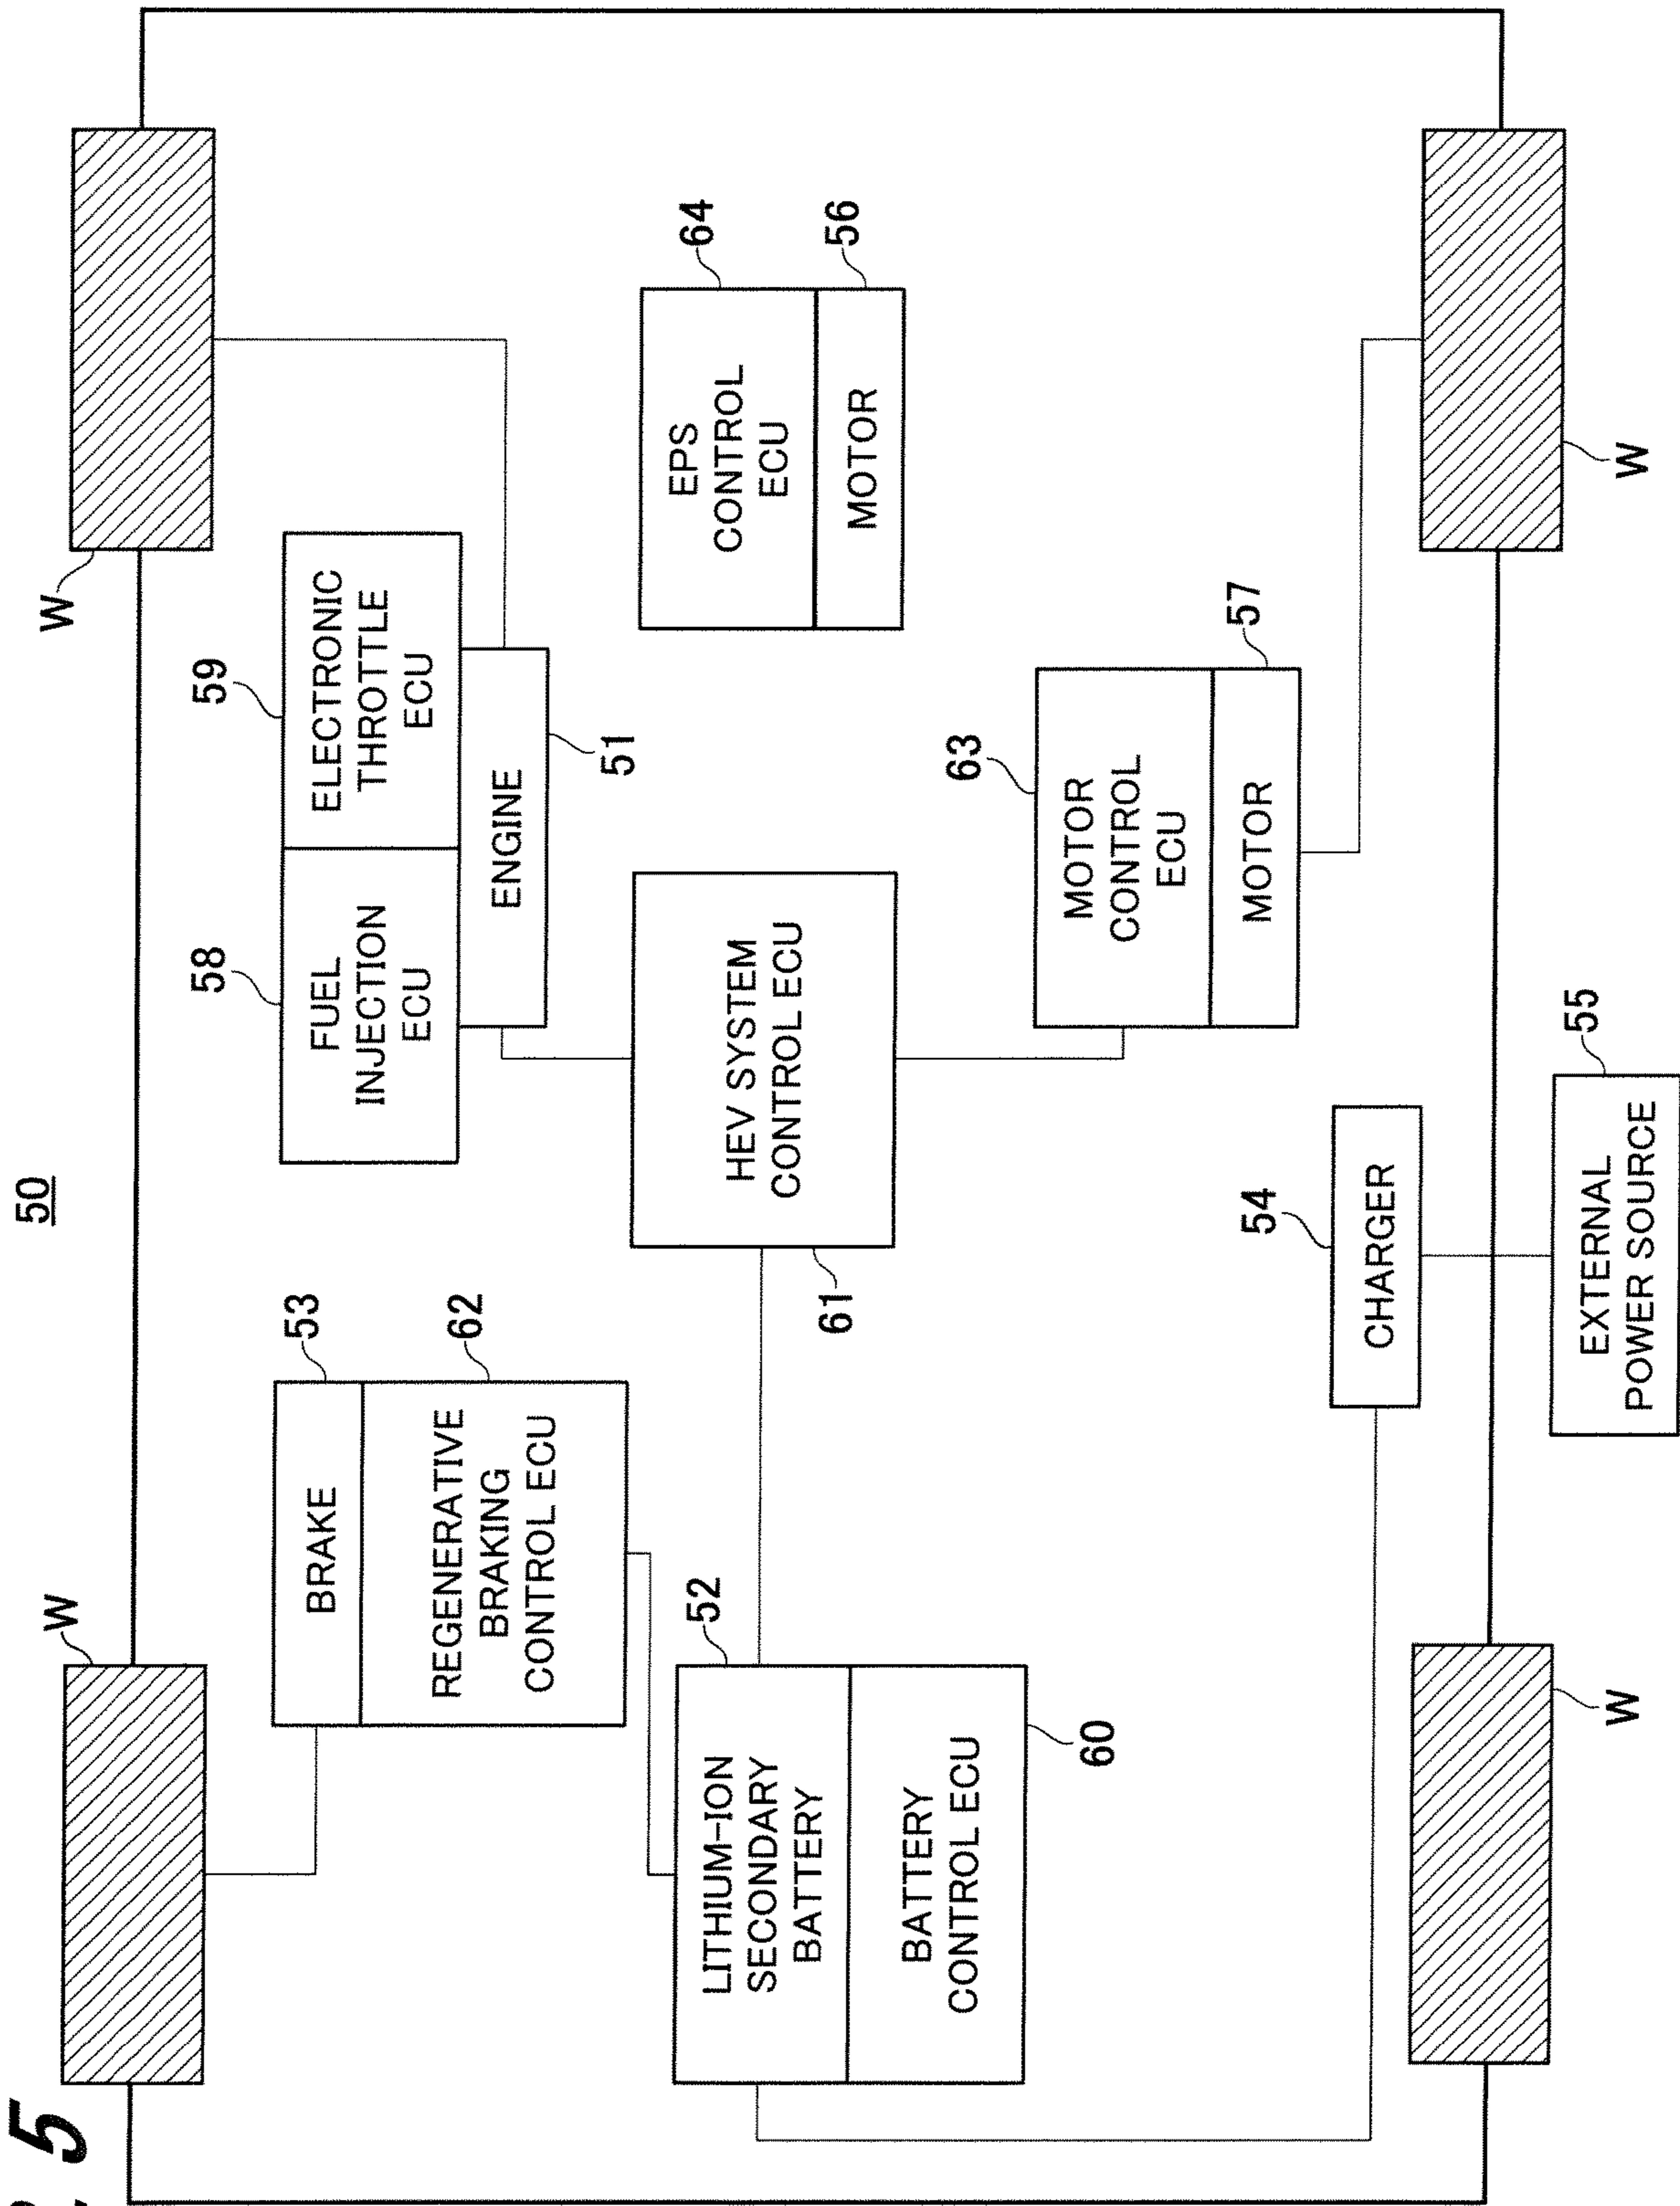 50
W
W
53
BRAKE
62
REGENERATIVE
BRAKING
CONTROL ECU
58
FUEL
INJECTION
ECU
59
ELECTRONIC
THROTTLE
ECU
ENGINE
51
52
LITHIUM-ION
SECONDARY
BATTERY
BATTERY
CONTROL ECU
60
HEV SYSTEM
CONTROL ECU
61
64
EPS
CONTROL
ECU
56
MOTOR
63
MOTOR
CONTROL
ECU
57
MOTOR
54
CHARGER
55
EXTERNAL
POWER SOURCE
W
W
5